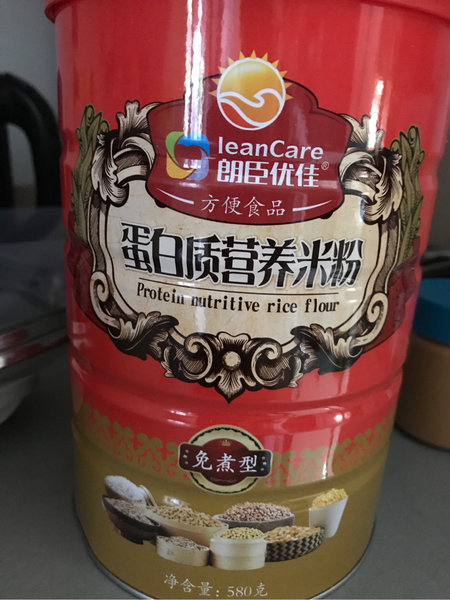 leanCare
朗臣优佳®
方便食品
蛋白质营养米粉
Protein nutritive rice flour
免煮型
净含量：580克